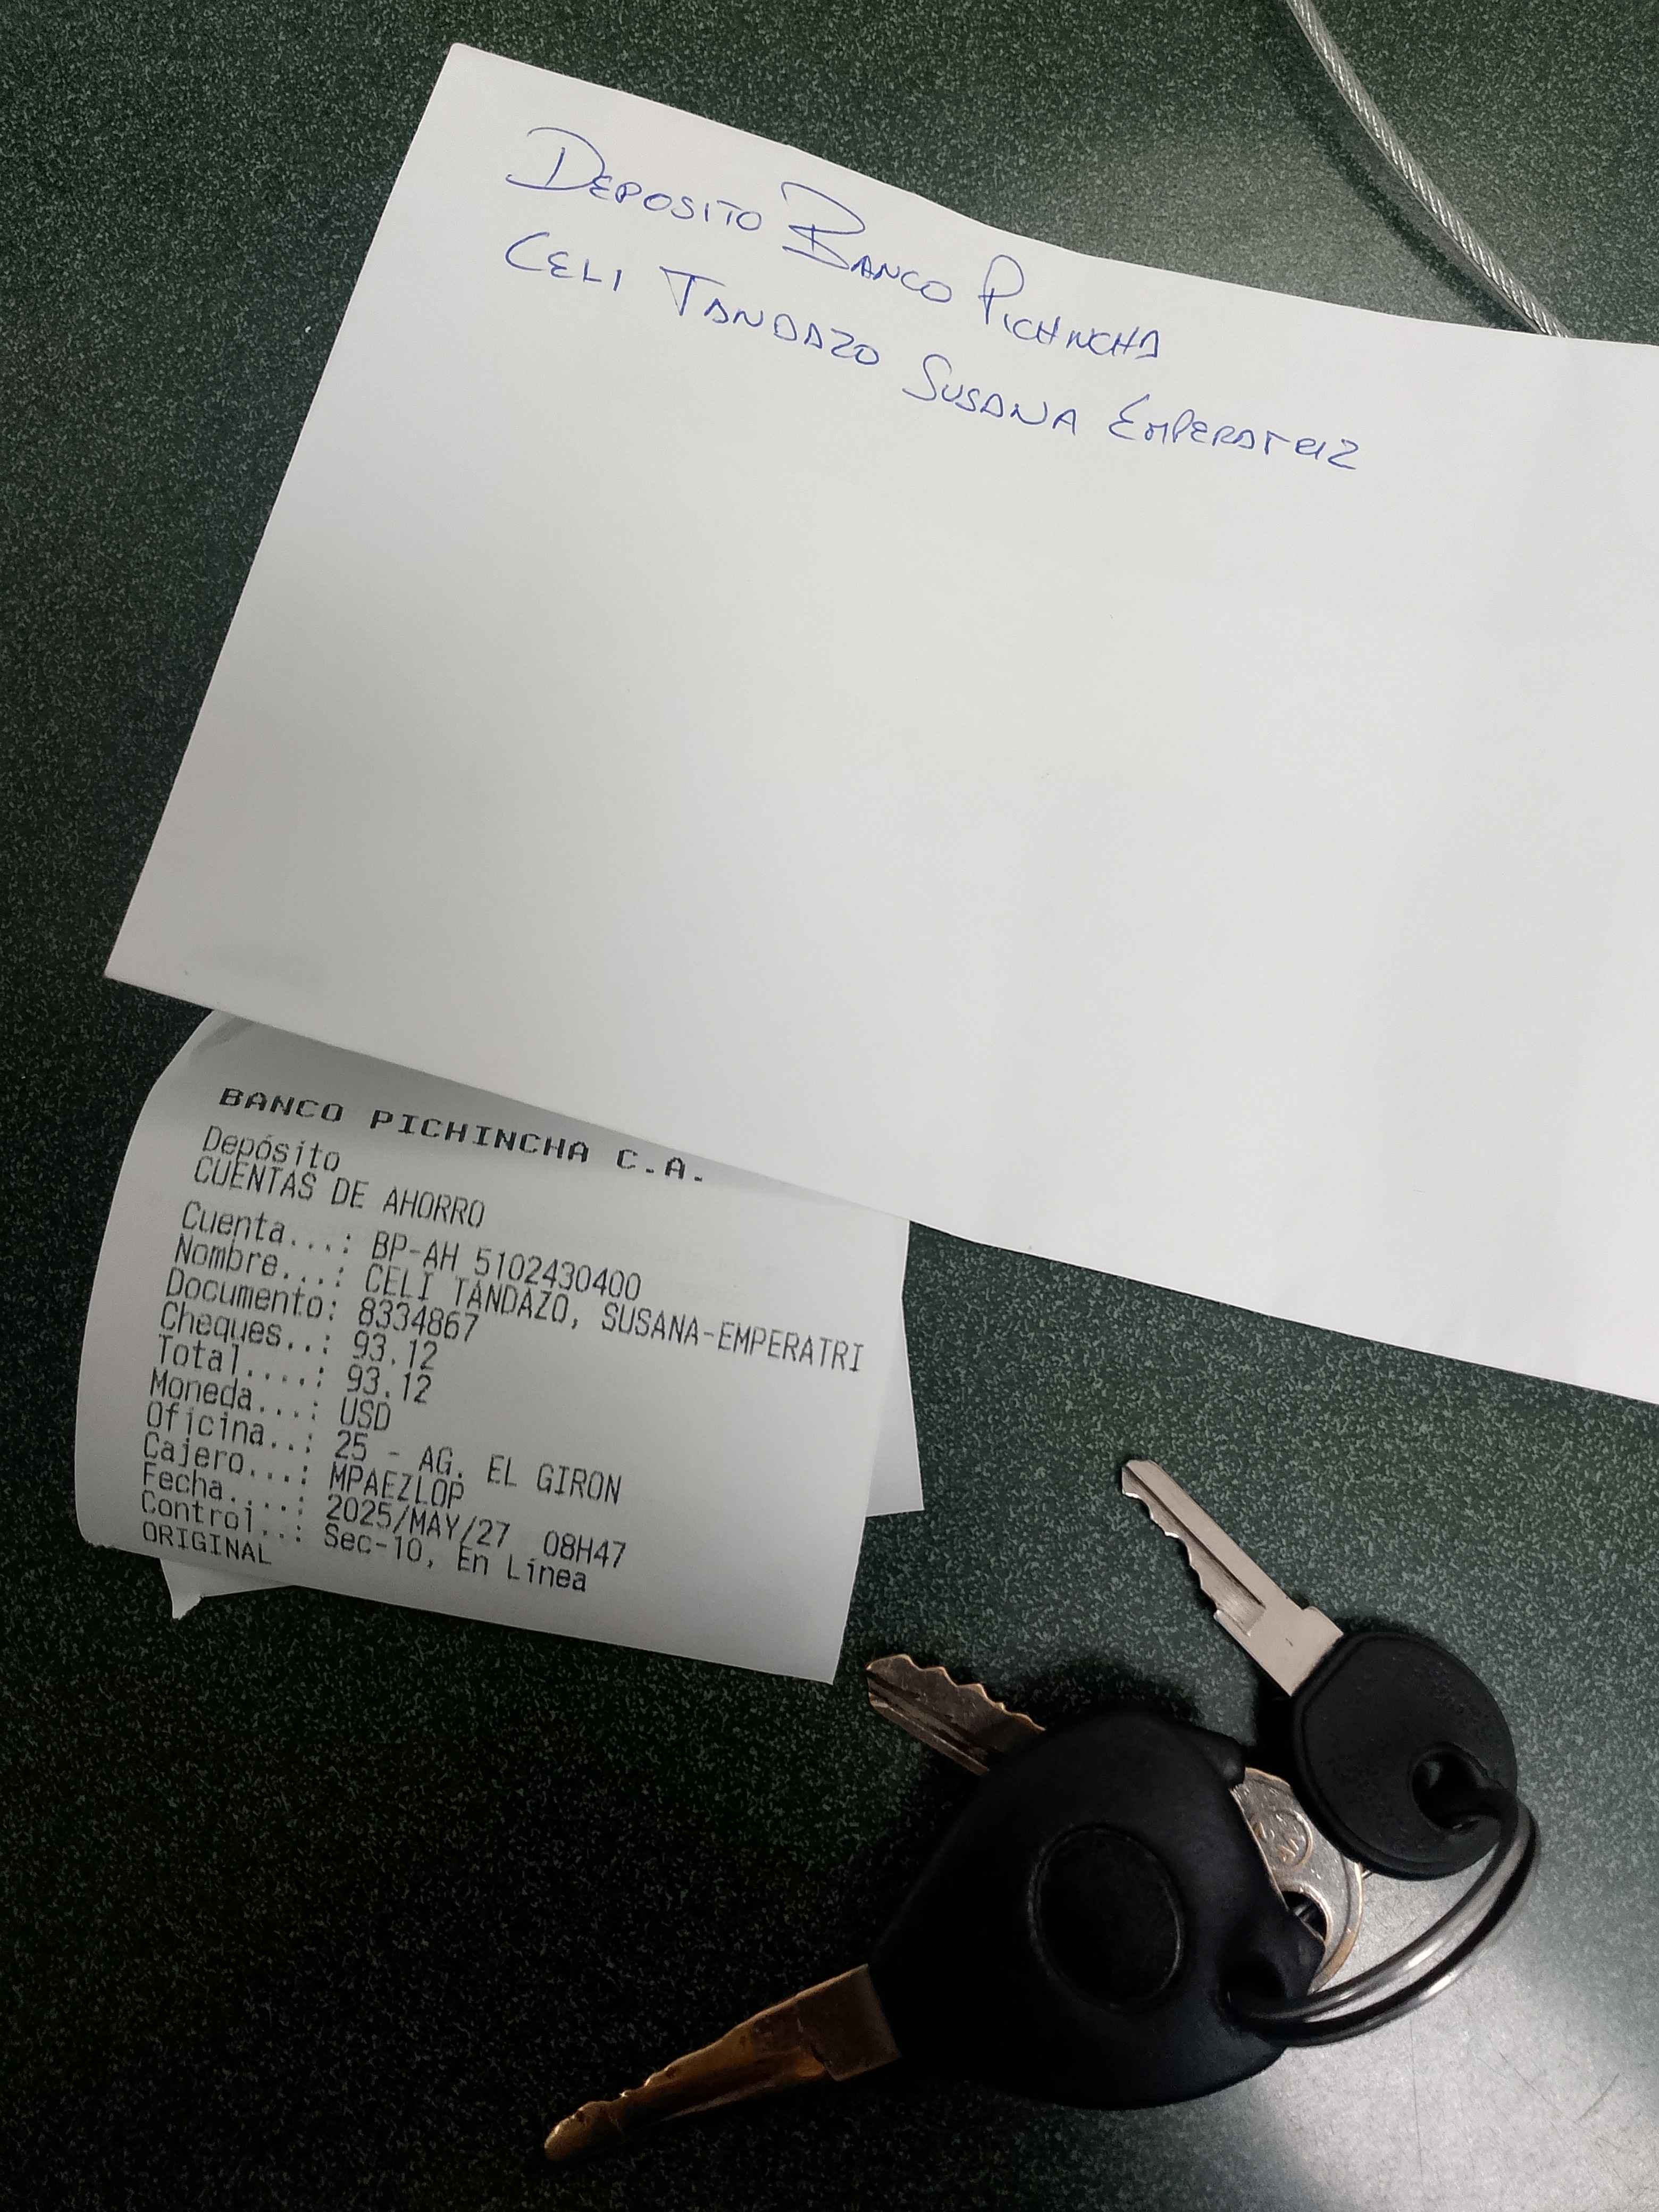 DEPOSITO BANCO PICHINCHA
CELI TANDAZO SUSANA EMPERATRIZ
BANCO PICHINCHA C.A.
Depósito
CUENTAS DE AHORRO
Cuenta...: BP-AH 5102430400
Nombre...: CELI TANDAZO, SUSANA-EMPERATRI
Documento: 8334867
Cheques..: 93.12
Total....: 93.12
Moneda...: USD
Oficina..: 25 - AG. EL GIRON
Cajero...: MPAEZLOP
Fecha....: 2025/MAY/27 08H47
Control..: Sec-10, En Línea
ORIGINAL